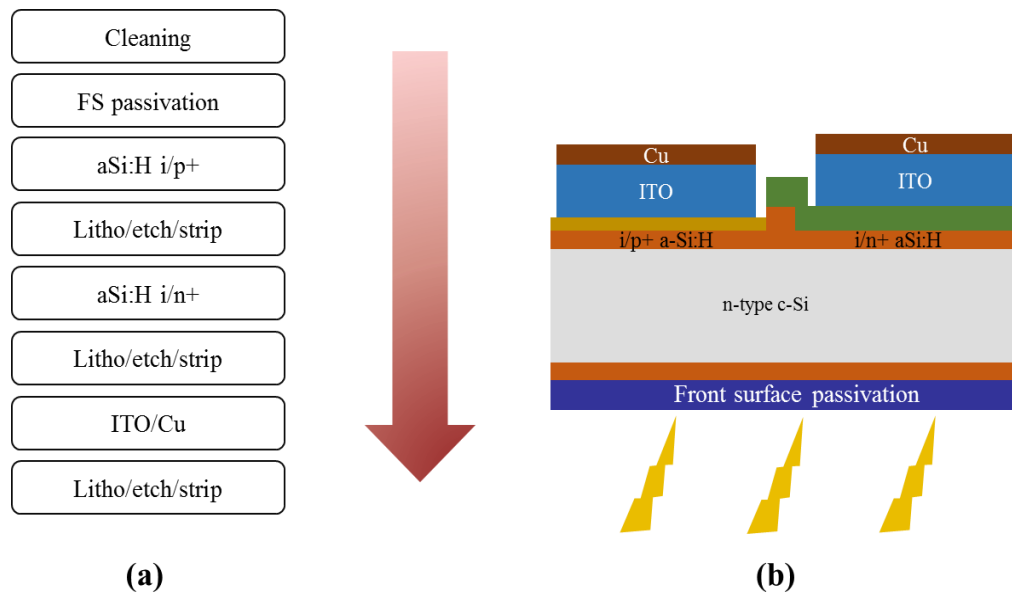 Cleaning
FS passivation
aSi:H i/p+
Litho/etch/strip
aSi:H i/n+
Litho/etch/strip
ITO/Cu
Litho/etch/strip
(a)
Cu
ITO
Cu
ITO
i/p+ a-Si:H
i/n+ aSi:H
n-type c-Si
Front surface passivation
(b)